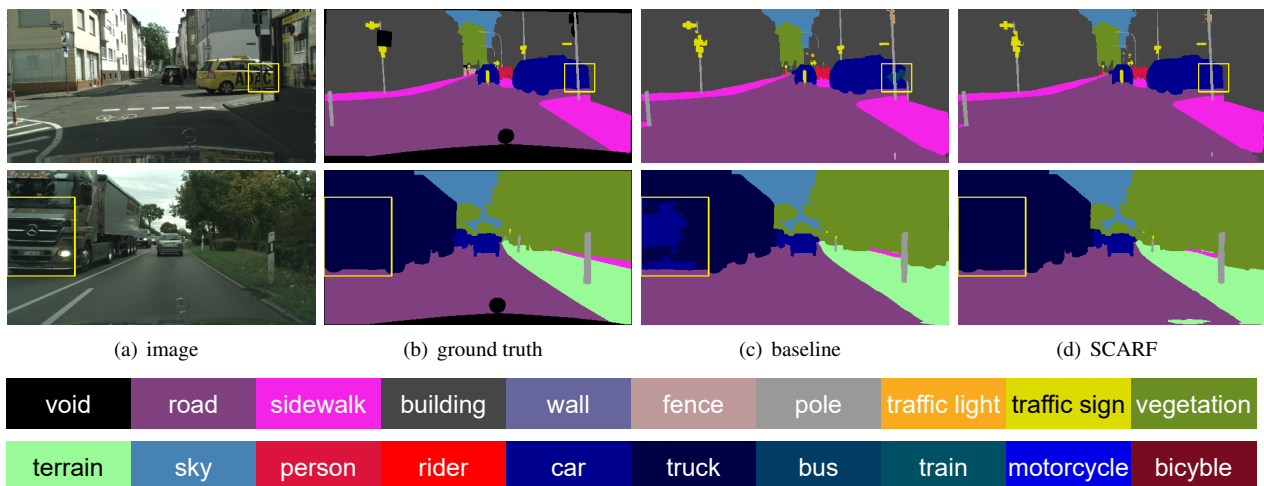 ADAC
(a) image
(b) ground truth
(c) baseline
(d) SCARF
void
road
sidewalk
building
wall
fence
pole
traffic light
traffic sign
vegetation
terrain
sky
person
rider
car
truck
bus
train
motorcycle
bicyble